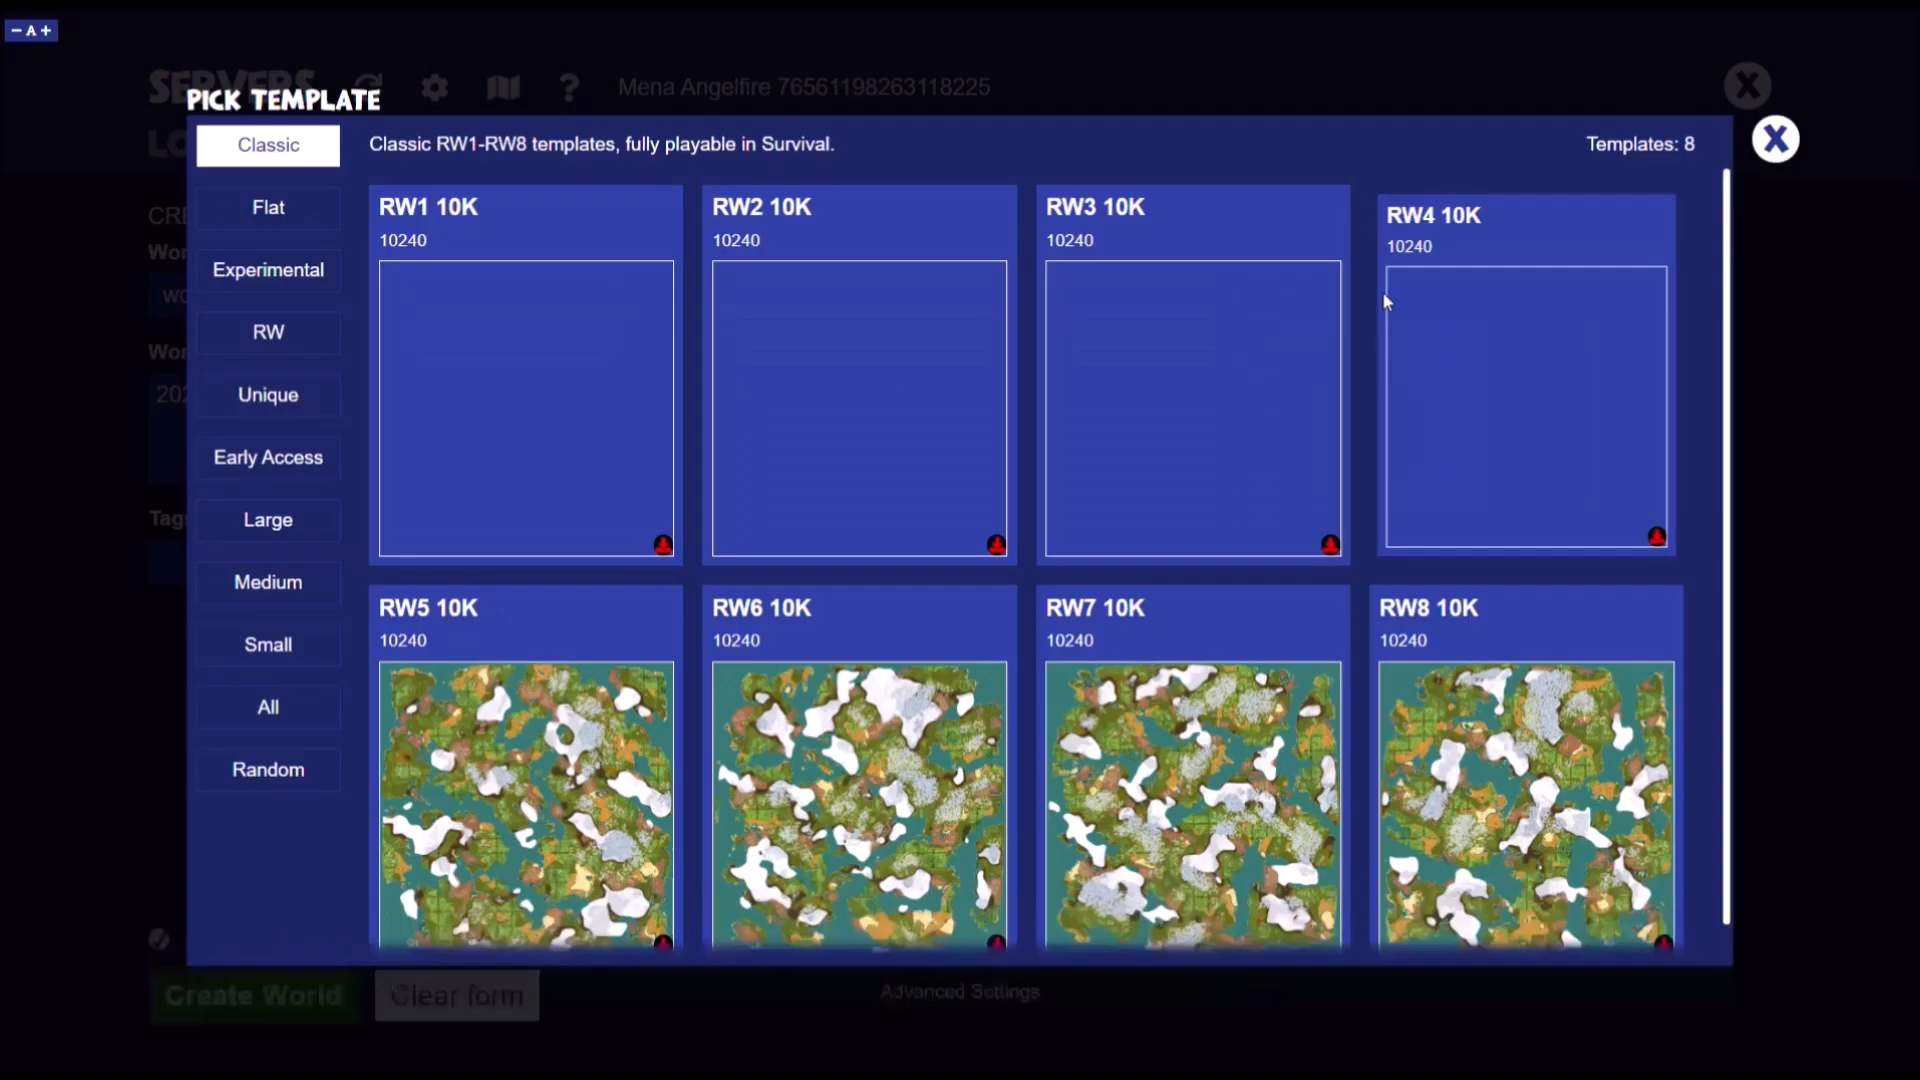 − A +
SERVERS
Mena Angelfire 76561198263118225
X
PICK TEMPLATE
Classic
Classic RW1-RW8 templates, fully playable in Survival.
Templates: 8
X
Flat
Experimental
RW
Unique
Early Access
Large
Medium
Small
All
Random
RW1 10K
10240
RW2 10K
10240
RW3 10K
10240
RW4 10K
10240
RW5 10K
10240
RW6 10K
10240
RW7 10K
10240
RW8 10K
10240
Create World
Clear form
Advanced Settings